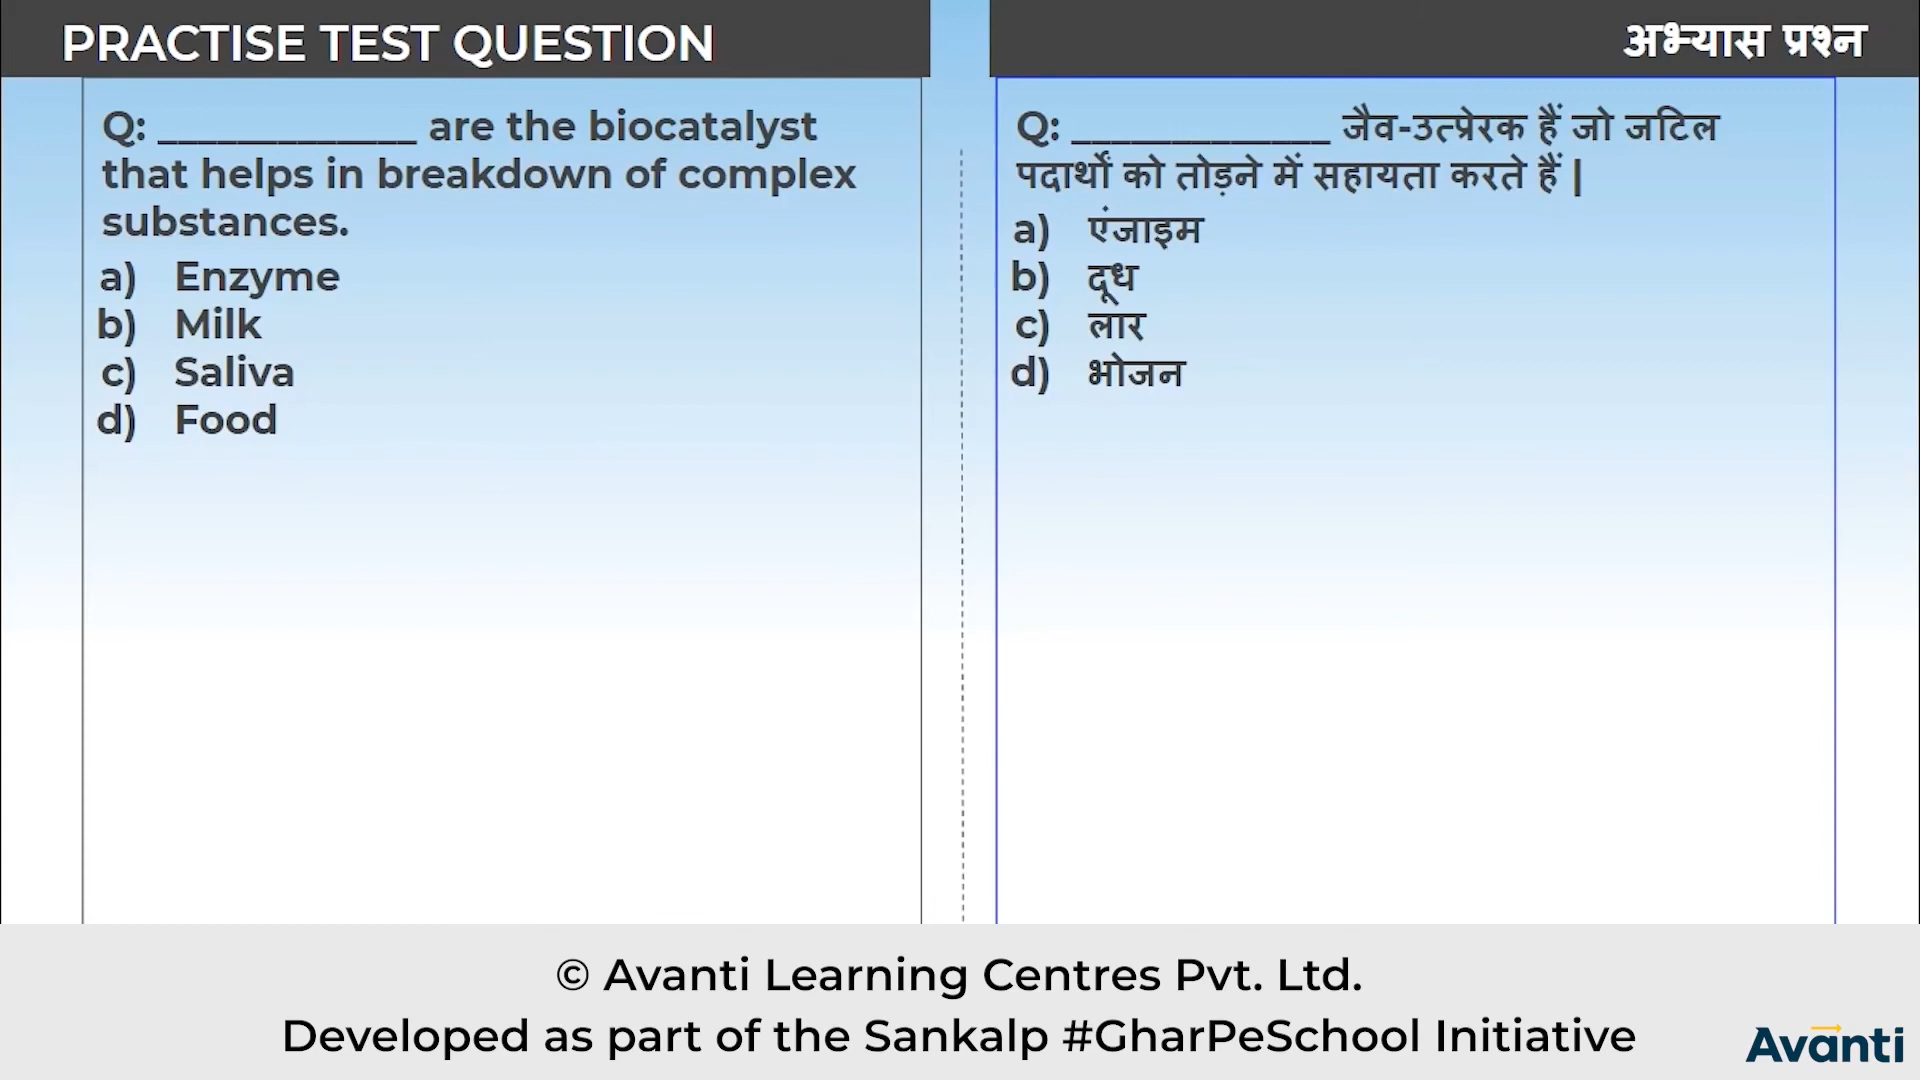 PRACTISE TEST QUESTION
Q: _____________ are the biocatalyst
that helps in breakdown of complex
substances.
a) Enzyme
b) Milk
c) Saliva
d) Food
अभ्यास प्रश्न
Q: _____________ जैव-उत्प्रेरक हैं जो जटिल
पदार्थों को तोड़ने में सहायता करते हैं |
a) एंजाइम
b) दूध
c) लार
d) भोजन
© Avanti Learning Centres Pvt. Ltd.
Developed as part of the Sankalp #GharPeSchool Initiative
Avanti